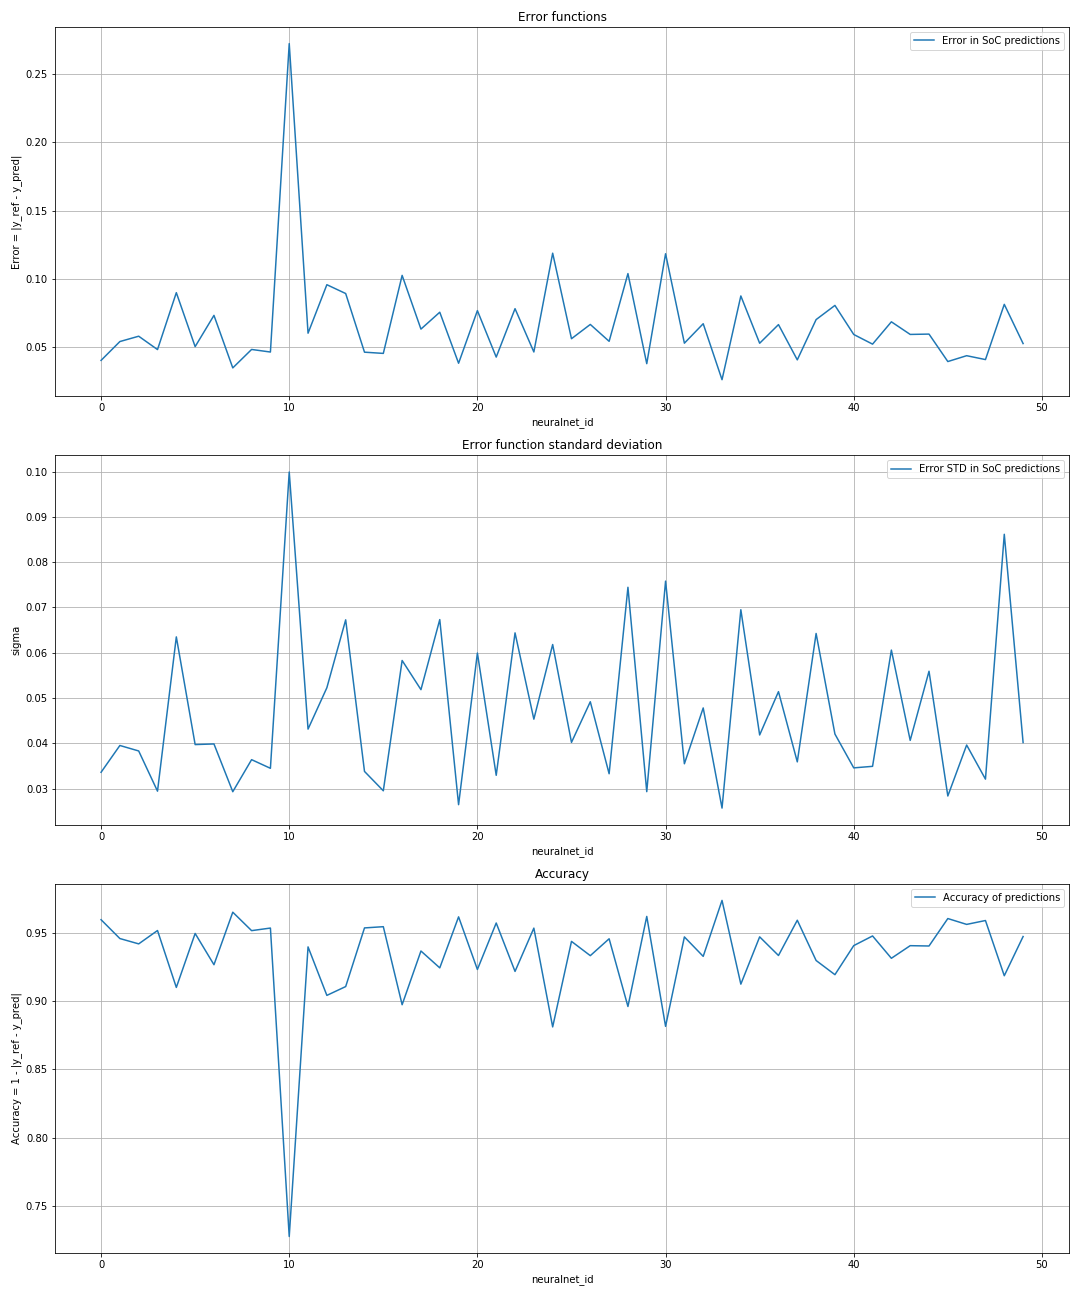 Error functions
Error in SoC predictions
Error = |y_ref - y_pred|
0.25
0.20
0.15
0.10
0.05
0 10 20 30 40 50
neuralnet_id
Error function standard deviation
Error STD in SoC predictions
sigma
0.10
0.09
0.08
0.07
0.06
0.05
0.04
0.03
0 10 20 30 40 50
neuralnet_id
Accuracy
Accuracy of predictions
Accuracy = 1 - |y_ref - y_pred|
0.95
0.90
0.85
0.80
0.75
0 10 20 30 40 50
neuralnet_id